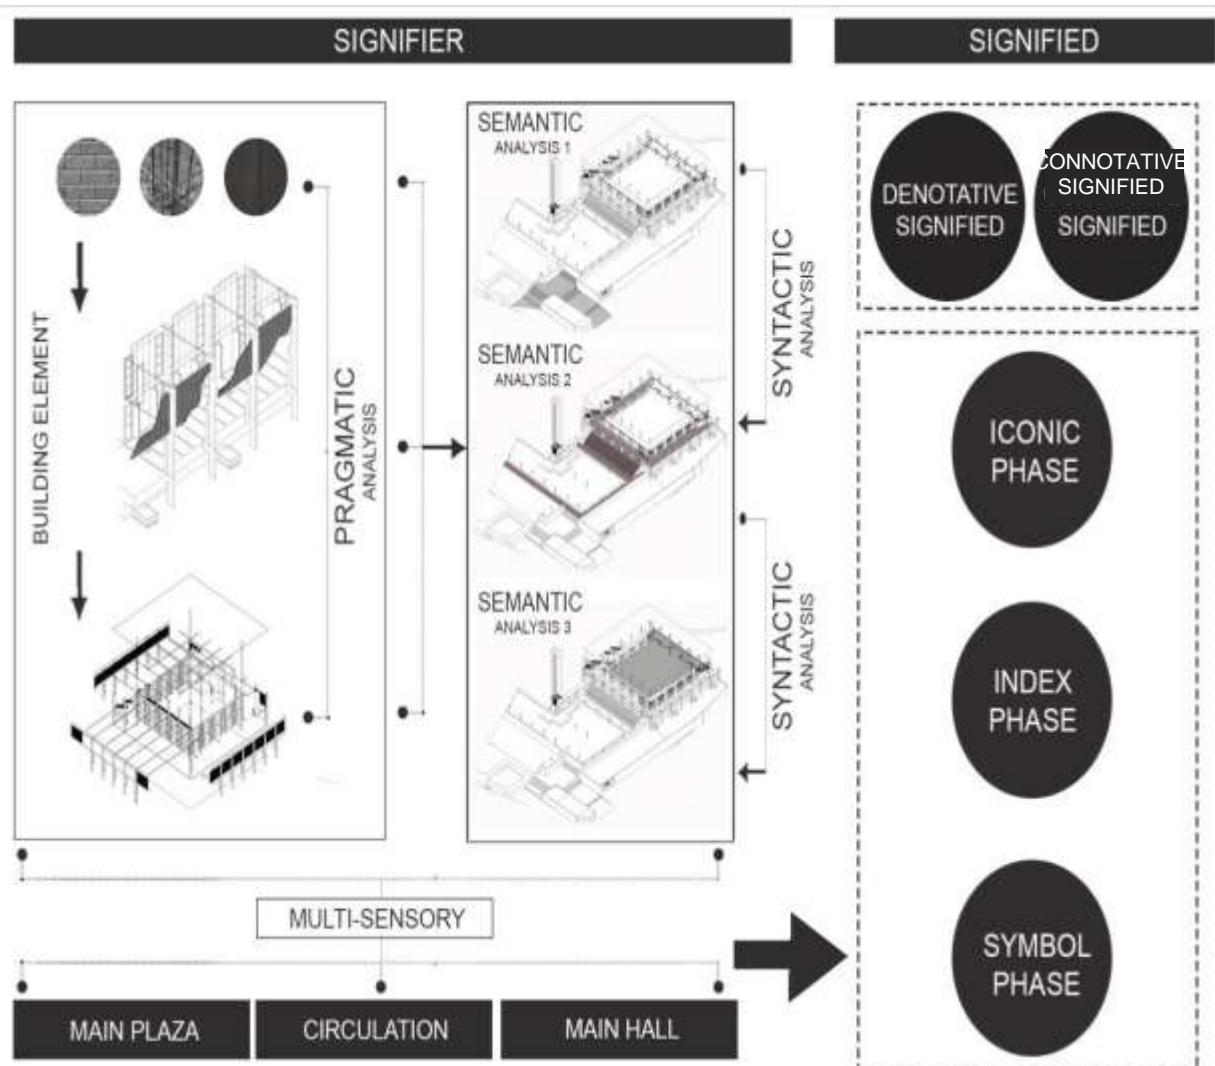 SIGNIFIER
SIGNIFIED
BUILDING ELEMENT
PRAGMATIC
ANALYSIS
SEMANTIC
ANALYSIS 1
SEMANTIC
ANALYSIS 2
SEMANTIC
ANALYSIS 3
SYNTACTIC
ANALYSIS
SYNTACTIC
ANALYSIS
MULTI-SENSORY
MAIN PLAZA
CIRCULATION
MAIN HALL
DENOTATIVE
SIGNIFIED
CONNOTATIVE
SIGNIFIED
SIGNIFIED
ICONIC
PHASE
INDEX
PHASE
SYMBOL
PHASE